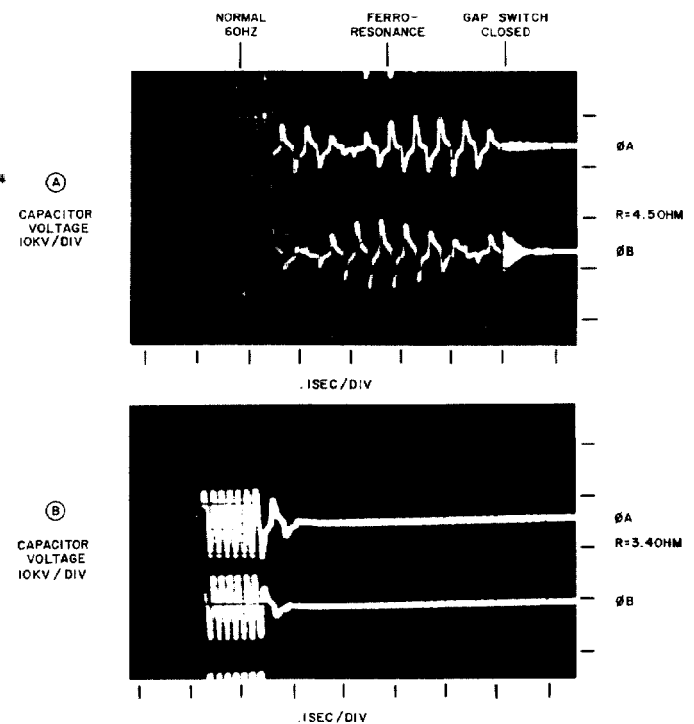 NORMAL
60HZ
FERRO-
RESONANCE
GAP SWITCH
CLOSED
*
A
CAPACITOR
VOLTAGE
10KV/DIV
ØA
R=4.5OHM
ØB
.1SEC/DIV
B
CAPACITOR
VOLTAGE
10KV/DIV
ØA
R=3.4OHM
ØB
.1SEC/DIV